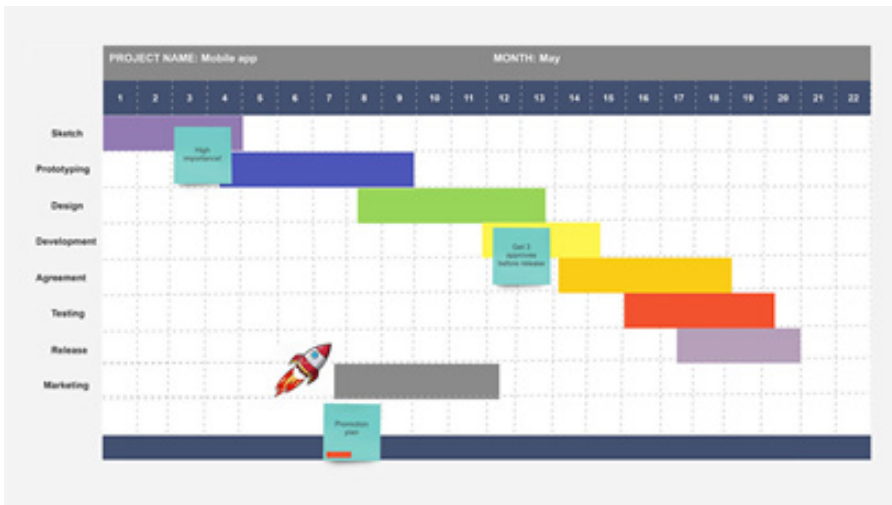 PROJECT NAME: Mobile app MONTH: May
1 2 3 4 5 6 7 8 9 10 11 12 13 14 15 16 17 18 19 20 21 22
Sketch
High
importance!
Prototyping
Design
Development
Get 3
approves
before release
Agreement
Testing
Release
Marketing
Promotion
plan